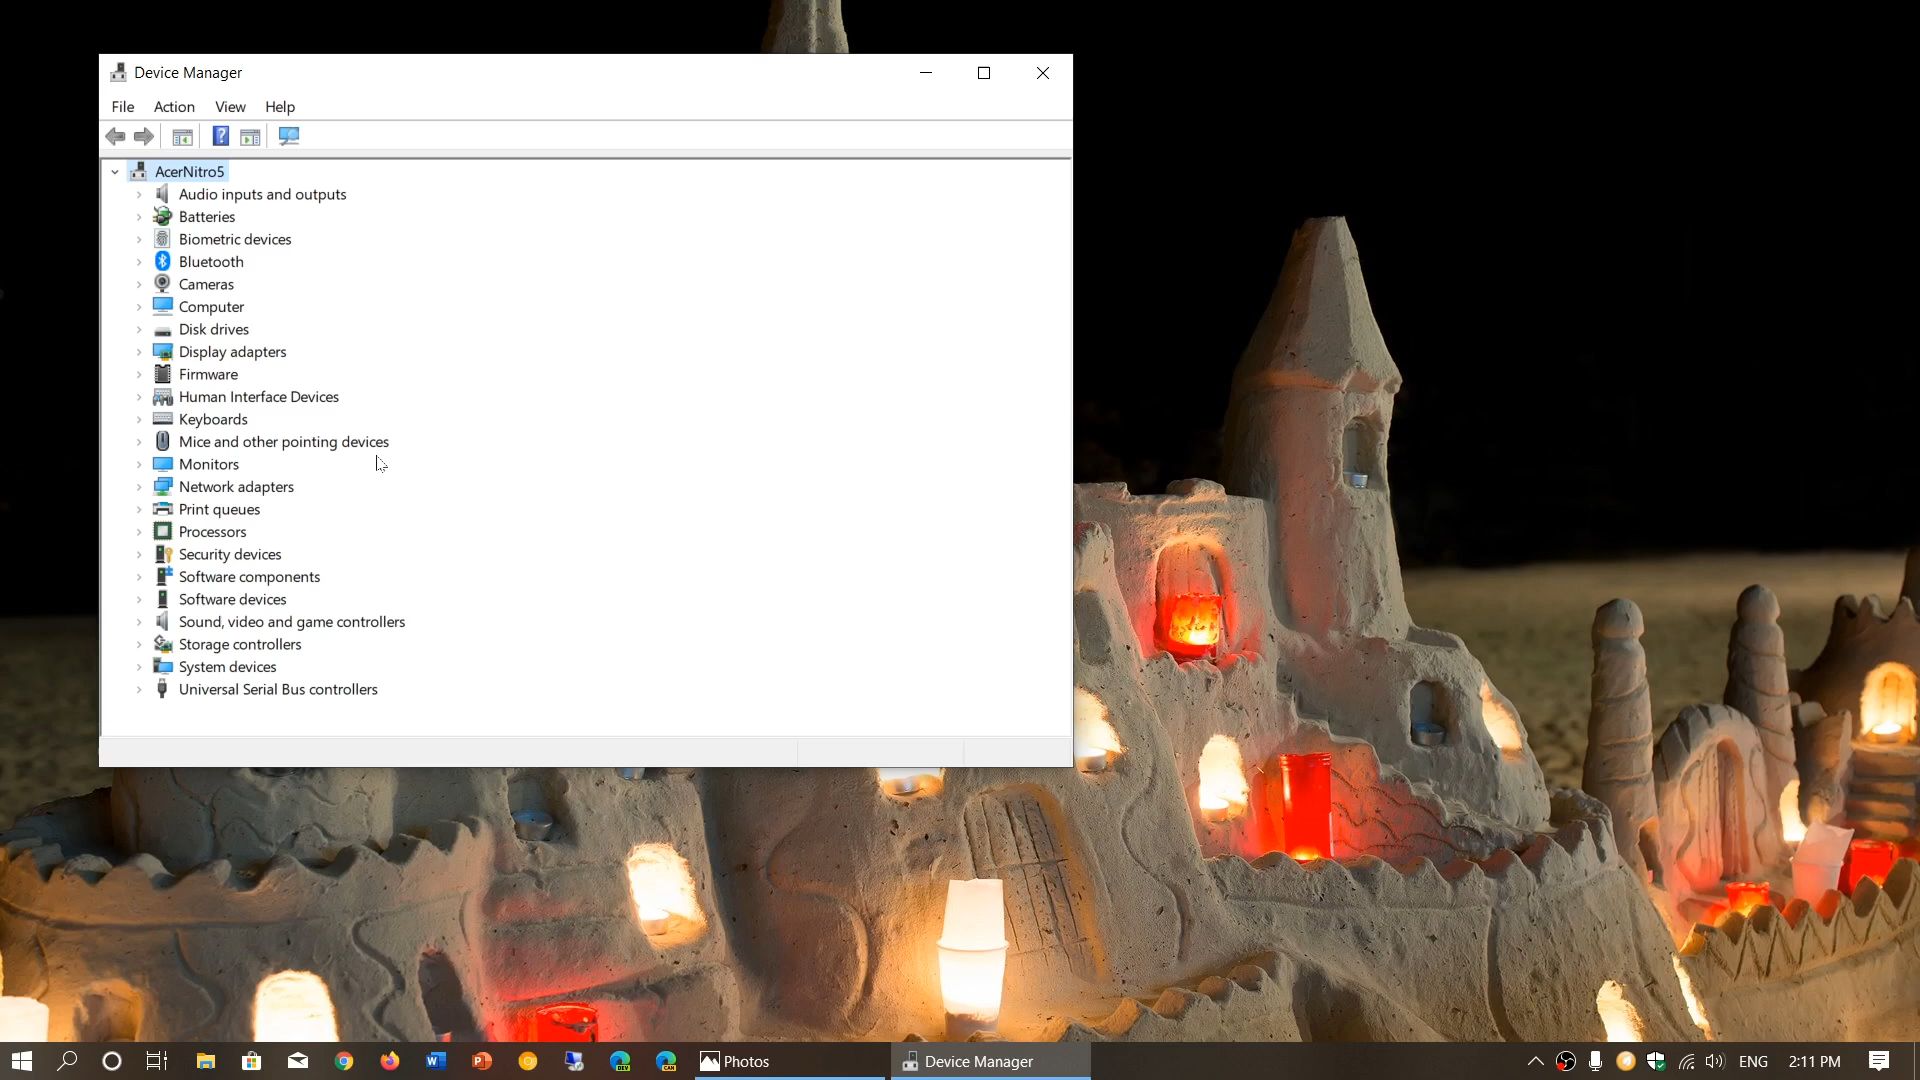 Device Manager
File Action View Help
AcerNitro5
Audio inputs and outputs
Batteries
Biometric devices
Bluetooth
Cameras
Computer
Disk drives
Display adapters
Firmware
Human Interface Devices
Keyboards
Mice and other pointing devices
Monitors
Network adapters
Print queues
Processors
Security devices
Software components
Software devices
Sound, video and game controllers
Storage controllers
System devices
Universal Serial Bus controllers
Photos Device Manager ENG 2:11 PM